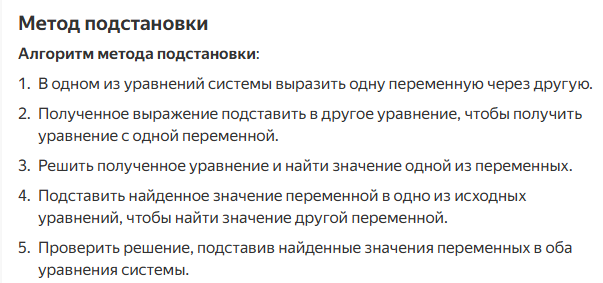 Метод подстановки
Алгоритм метода подстановки:
1. В одном из уравнений системы выразить одну переменную через другую.
2. Полученное выражение подставить в другое уравнение, чтобы получить
уравнение с одной переменной.
3. Решить полученное уравнение и найти значение одной из переменных.
4. Подставить найденное значение переменной в одно из исходных
уравнений, чтобы найти значение другой переменной.
5. Проверить решение, подставив найденные значения переменных в оба
уравнения системы.